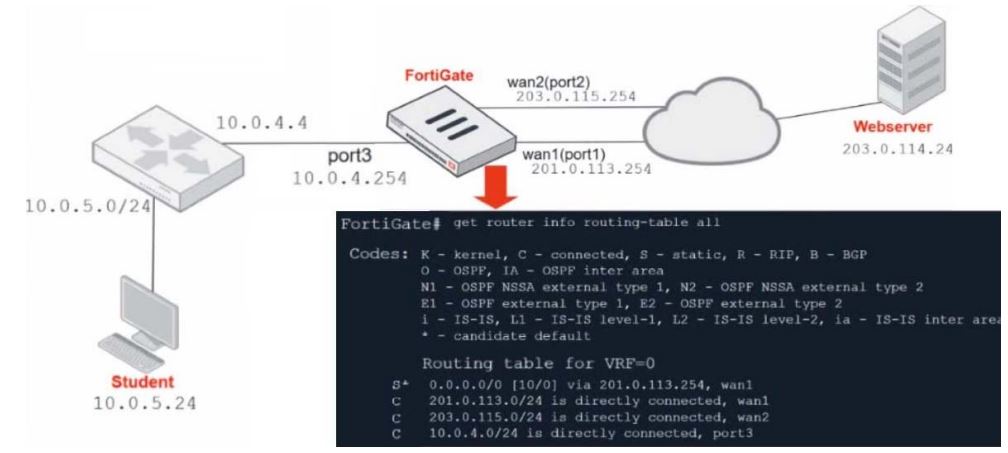 FortiGate
wan2(port2)
203.0.115.254
10.0.4.4
port3
10.0.4.254
wan1(port1)
201.0.113.254
Webserver
203.0.114.24
10.0.5.0/24
Student
10.0.5.24
FortiGate# get router info routing-table all
Codes: K - kernel, C - connected, S - static, R - RIP, B - BGP
O - OSPF, IA - OSPF inter area
N1 - OSPF NSSA external type 1, N2 - OSPF NSSA external type 2
E1 - OSPF external type 1, E2 - OSPF external type 2
i - IS-IS, L1 - IS-IS level-1, L2 - IS-IS level-2, ia - IS-IS inter area
* - candidate default
Routing table for VRF=0
S* 0.0.0.0/0 [10/0] via 201.0.113.254, wan1
C 201.0.113.0/24 is directly connected, wan1
C 203.0.115.0/24 is directly connected, wan2
C 10.0.4.0/24 is directly connected, port3